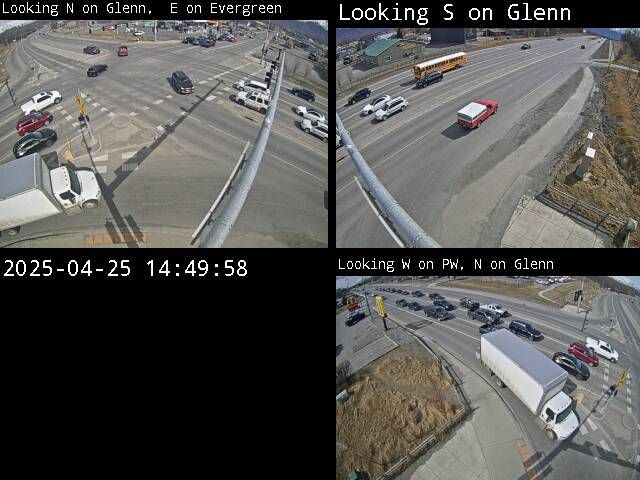 Looking N on Glenn,  E on Evergreen
Looking S on Glenn
2025-04-25 14:49:58
Looking W on PW, N on Glenn